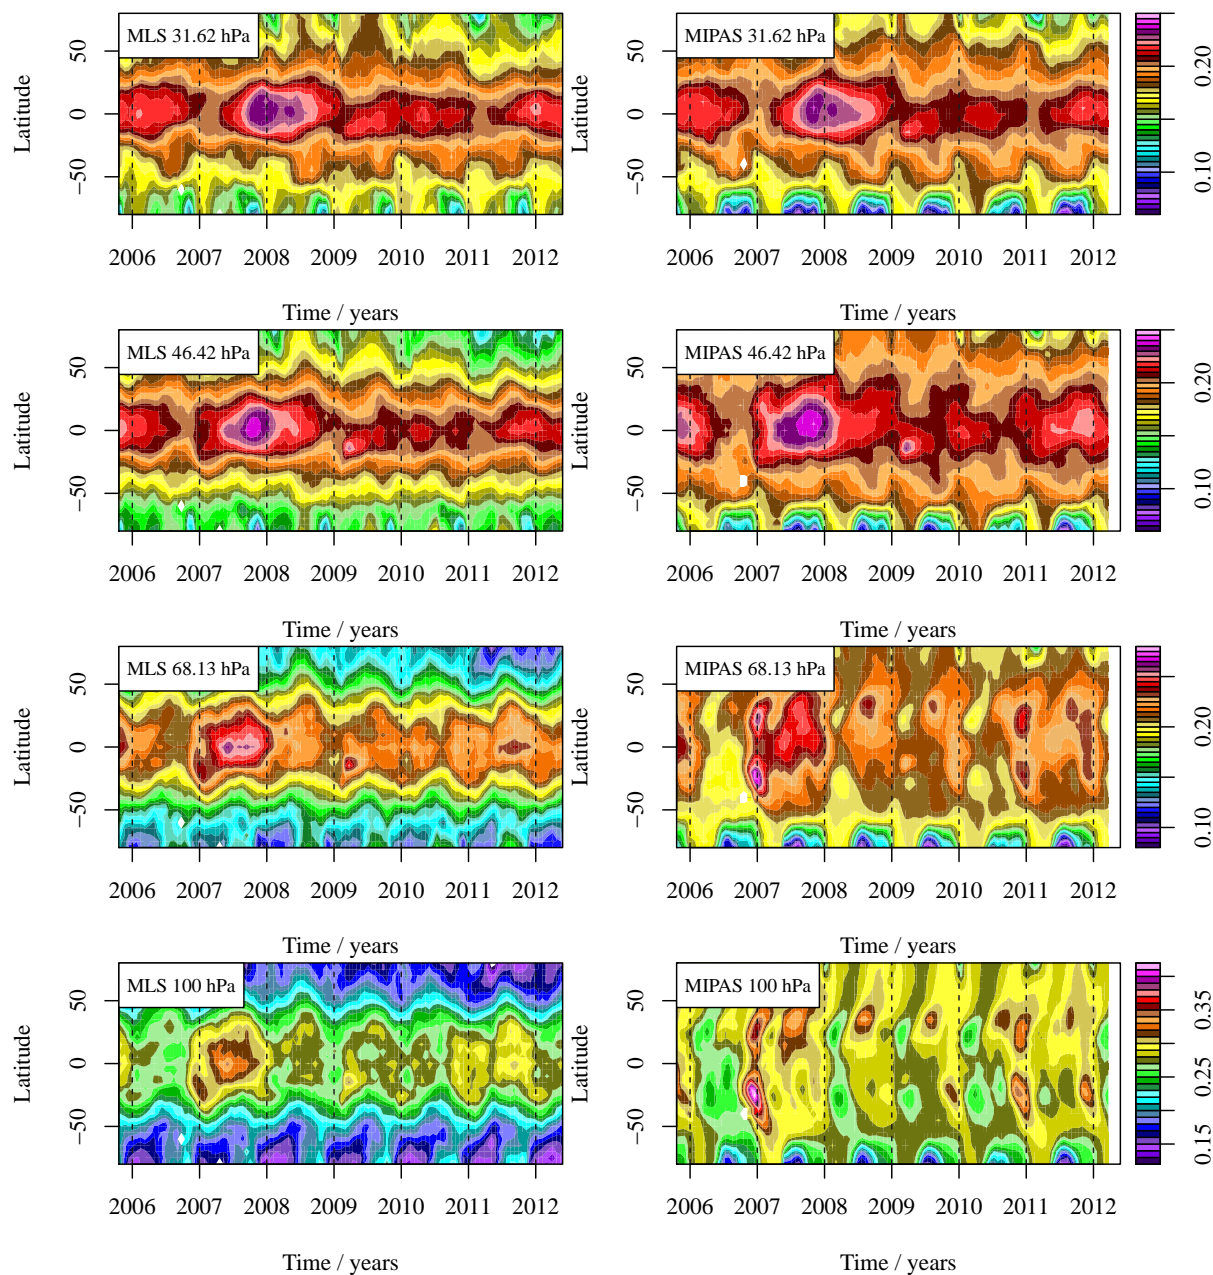 MLS 31.62 hPa
MIPAS 31.62 hPa
Latitude
50
0
−50
Latitude
50
0
−50
0.20
0.10
2006 2007 2008 2009 2010 2011 2012
2006 2007 2008 2009 2010 2011 2012
Time / years
Time / years
MLS 46.42 hPa
MIPAS 46.42 hPa
Latitude
50
0
−50
Latitude
50
0
−50
0.20
0.10
2006 2007 2008 2009 2010 2011 2012
2006 2007 2008 2009 2010 2011 2012
Time / years
Time / years
MLS 68.13 hPa
MIPAS 68.13 hPa
Latitude
50
0
−50
Latitude
50
0
−50
0.20
0.10
2006 2007 2008 2009 2010 2011 2012
2006 2007 2008 2009 2010 2011 2012
Time / years
Time / years
MLS 100 hPa
MIPAS 100 hPa
Latitude
50
0
−50
Latitude
50
0
−50
0.35
0.25
0.15
2006 2007 2008 2009 2010 2011 2012
2006 2007 2008 2009 2010 2011 2012
Time / years
Time / years